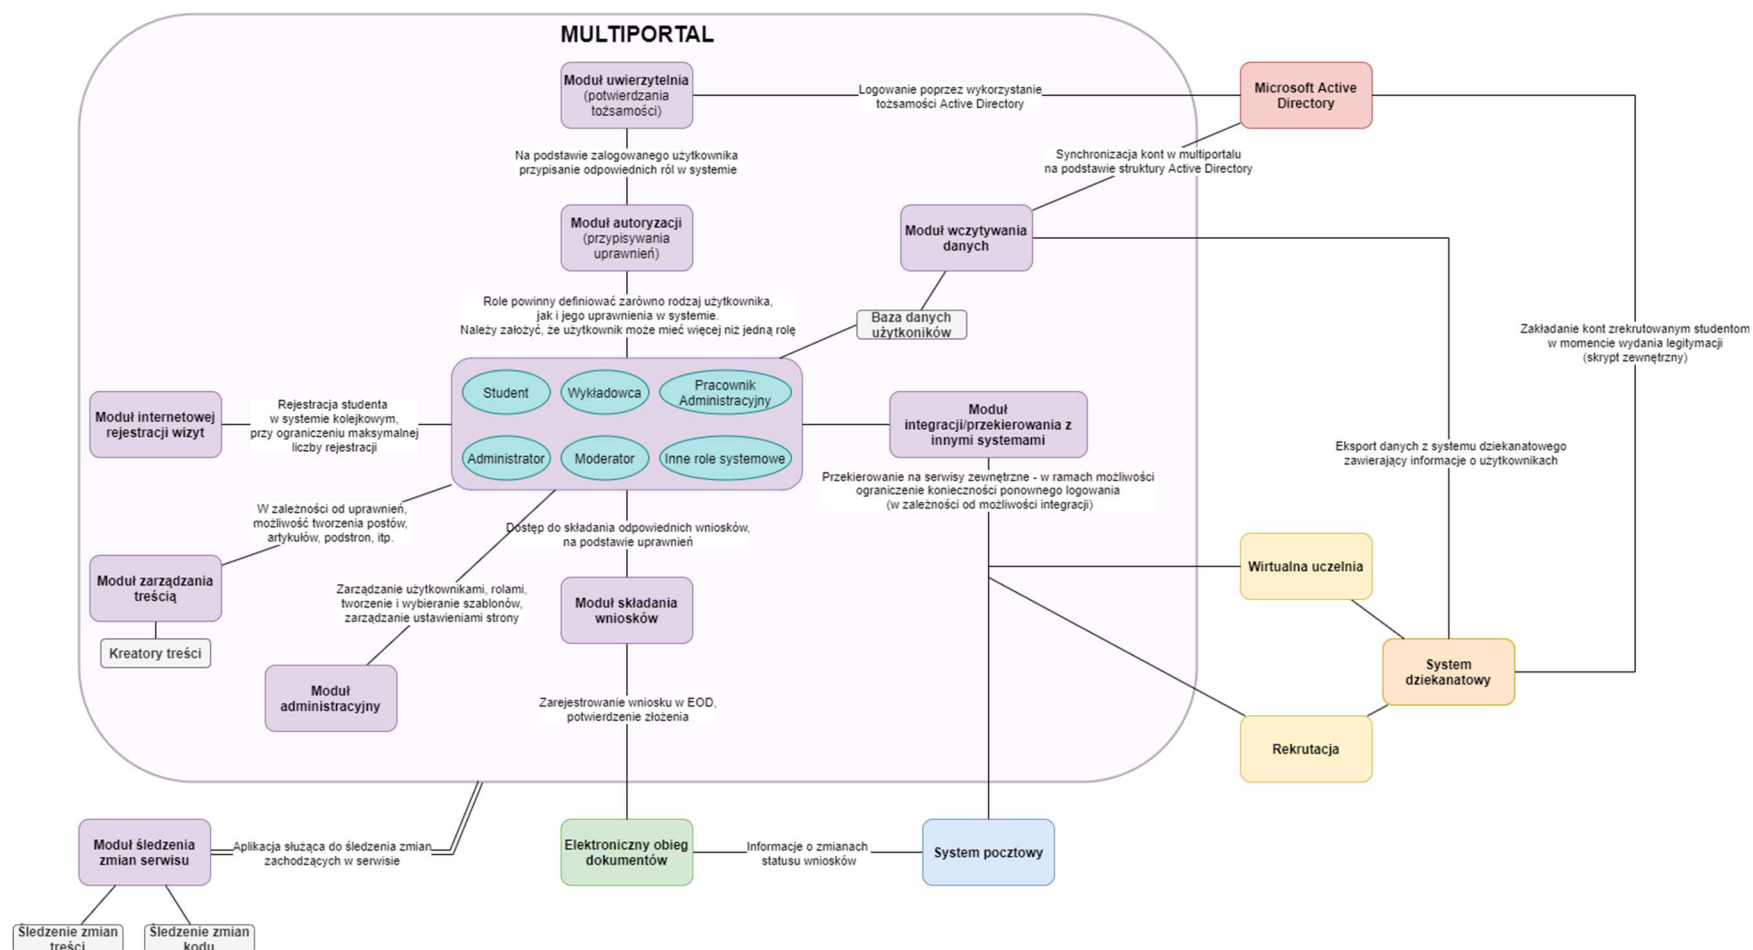 MULTIPORTAL
Moduł uwierzytelnia
(potwierdzania
tożsamości)
Logowanie poprzez wykorzystanie
tożsamości Active Directory
Microsoft Active
Directory
Na podstawie zalogowanego użytkownika
przypisanie odpowiednich ról w systemie
Synchronizacja kont w multiportalu
na podstawie struktury Active Directory
Moduł autoryzacji
(przypisywania
uprawnień)
Moduł wczytywania
danych
Role powinny definiować zarówno rodzaj użytkownika,
jak i jego uprawnienia w systemie.
Należy założyć, że użytkownik może mieć więcej niż jedną rolę
Baza danych
użytkoników
Zakładanie kont zrekrutowanym studentom
w momencie wydania legitymacji
(skrypt zewnętrzny)
Student
Wykładowca
Pracownik
Administracyjny
Administrator
Moderator
Inne role systemowe
Moduł internetowej
rejestracji wizyt
Rejestracja studenta
w systemie kolejkowym,
przy ograniczeniu maksymalnej
liczby rejestracji
Moduł
integracji/przekierowania z
innymi systemami
Eksport danych z systemu dziekanatowego
zawierający informacje o użytkownikach
Przekierowanie na serwisy zewnętrzne - w ramach możliwości
ograniczenie konieczności ponownego logowania
(w zależności od możliwości integracji)
W zależności od uprawnień,
możliwość tworzenia postów,
artykułów, podstron, itp.
Dostęp do składania odpowiednich wniosków,
na podstawie uprawnień
Moduł zarządzania
treścią
Zarządzanie użytkownikami, rolami,
tworzenie i wybieranie szablonów,
zarządzanie ustawieniami strony
Moduł składania
wniosków
Wirtualna uczelnia
Kreatory treści
Moduł
administracyjny
System
dziekanatowy
Zarejestrowanie wniosku w EOD,
potwierdzenie złożenia
Rekrutacja
Moduł śledzenia
zmian serwisu
Aplikacja służąca do śledzenia zmian
zachodzących w serwisie
Elektroniczny obieg
dokumentów
Informacje o zmianach
statusu wniosków
System pocztowy
Śledzenie zmian
treści
Śledzenie zmian
kodu